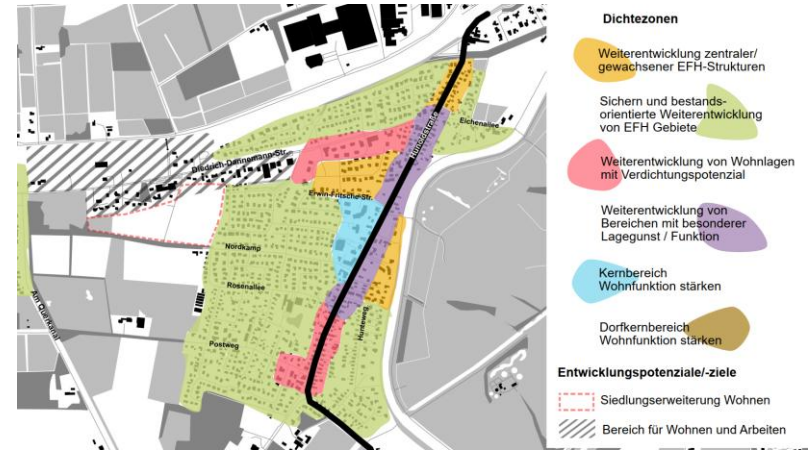 Dichtezonen
Weiterentwicklung zentraler/
gewachsener EFH-Strukturen
Sichern und bestands-
orientierte Weiterentwicklung
von EFH Gebiete
Weiterentwicklung von Wohnlagen
mit Verdichtungspotenzial
Weiterentwicklung von
Bereichen mit besonderer
Lagegunst / Funktion
Kernbereich
Wohnfunktion stärken
Dorfkernbereich
Wohnfunktion stärken
Entwicklungspotenziale/-ziele
Siedlungserweiterung Wohnen
Bereich für Wohnen und Arbeiten
Eichenallee
Diedrich-Dannemann-Str.
Erwin-Fritsche-Str.
Nordkamp
Rosenallee
Postweg
Hunteweg
Am Querkanal